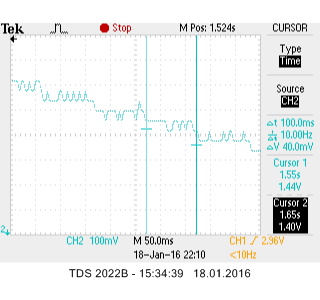 Tek Stop M Pos: 1.524s CURSOR
Type
Time
Source
CH2
Δt 100.0ms
1/Δt 10.00Hz
ΔV 40.0mV
Cursor 1
1.55s
1.44V
Cursor 2
1.65s
1.40V
2
CH2 100mV M 50.0ms CH1 2.96V
18-Jan-16 22:10 <10Hz
TDS 2022B - 15:34:39 18.01.2016